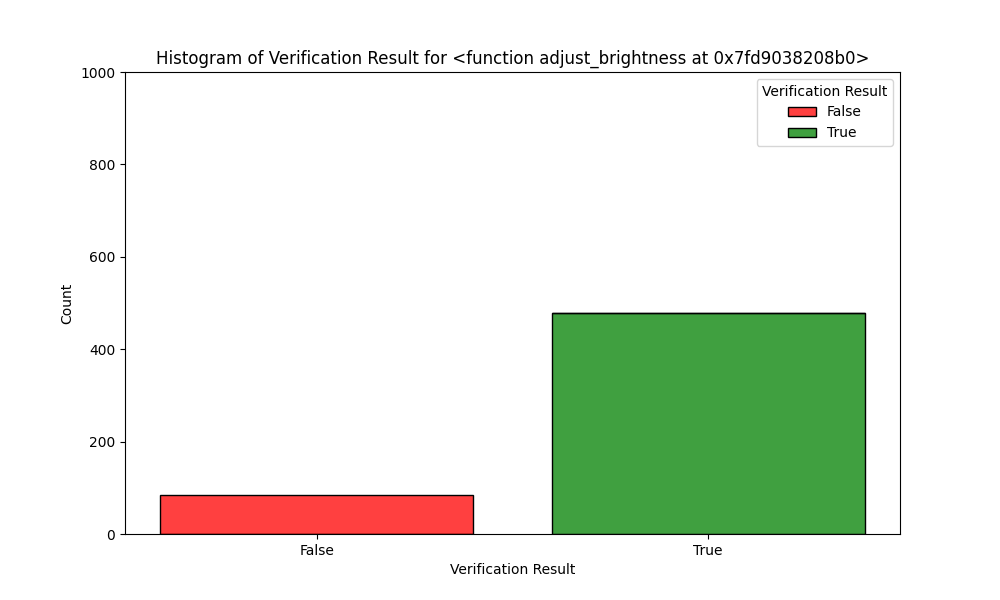 Histogram of Verification Result for <function adjust_brightness at 0x7fd9038208b0>
1000
800
600
400
200
0
Count
Verification Result
False
True
False
True
Verification Result